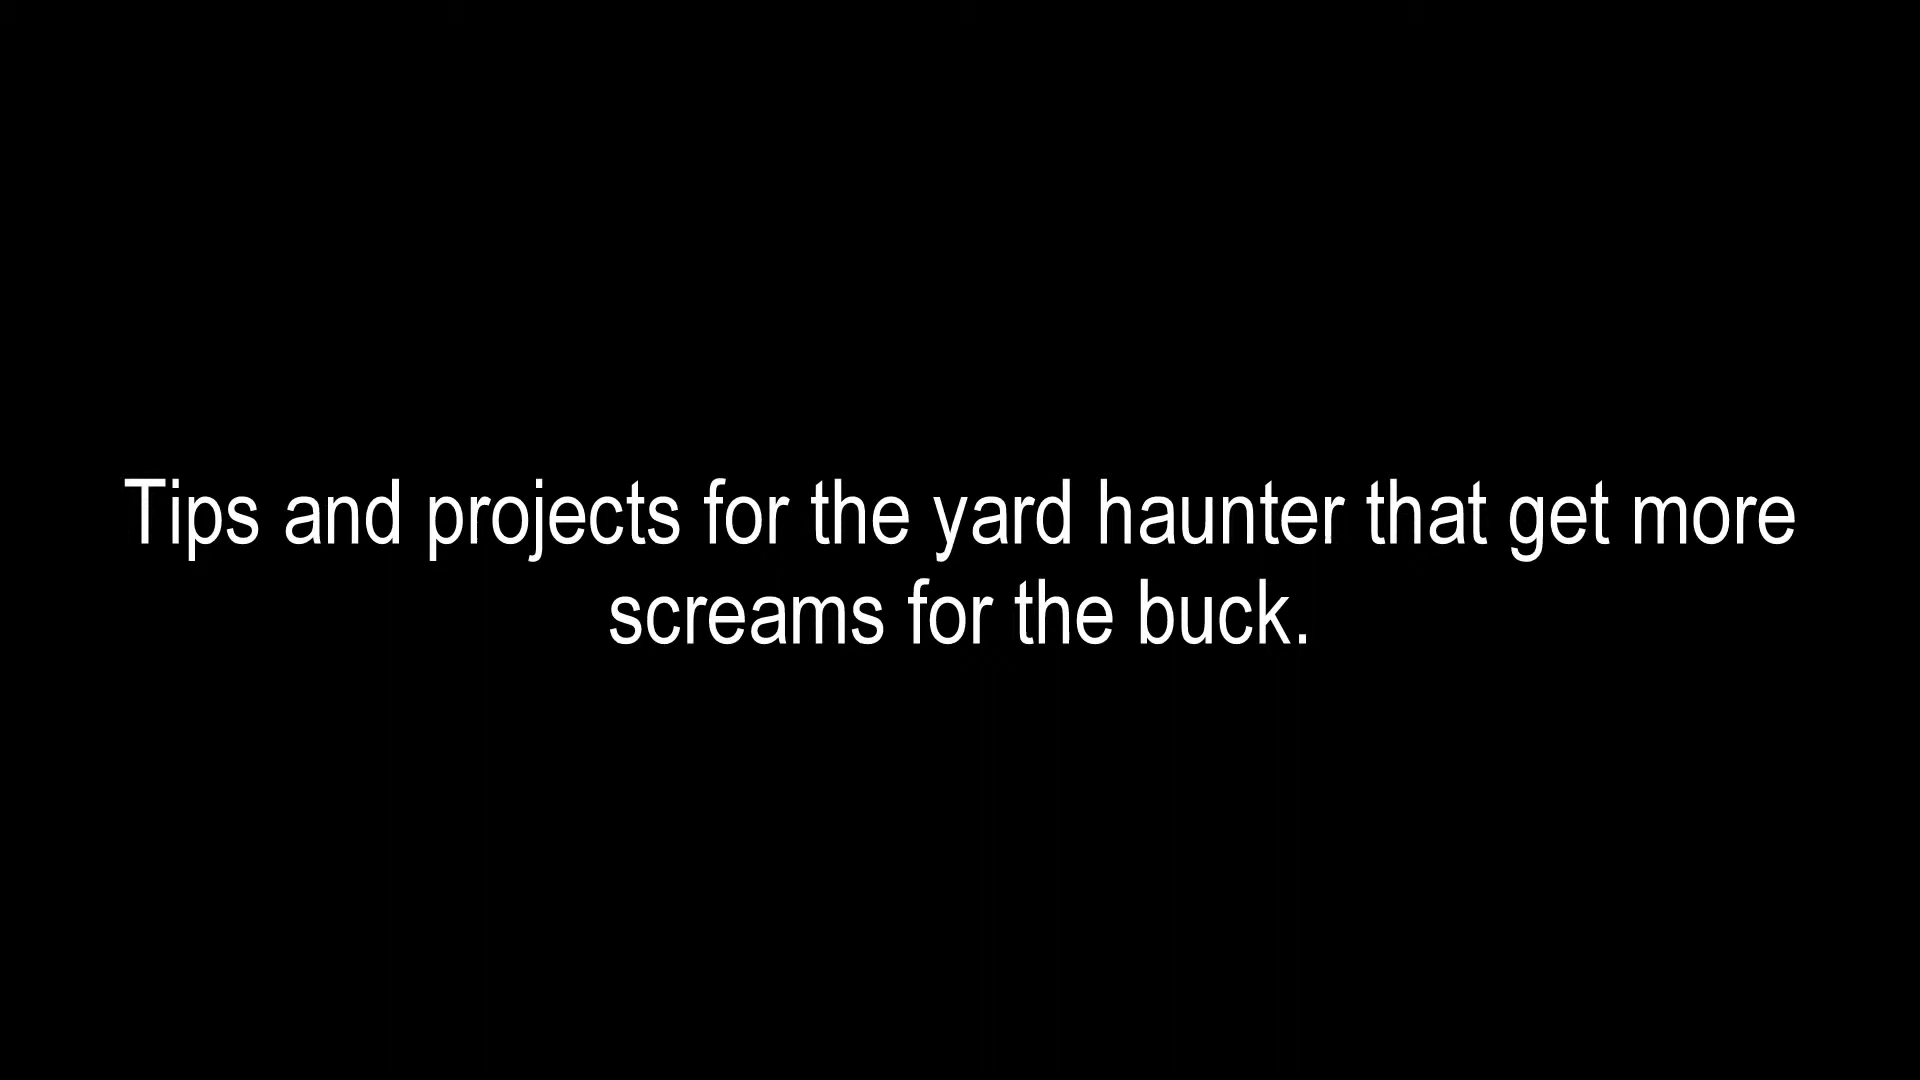 Tips and projects for the yard haunter that get more
screams for the buck.